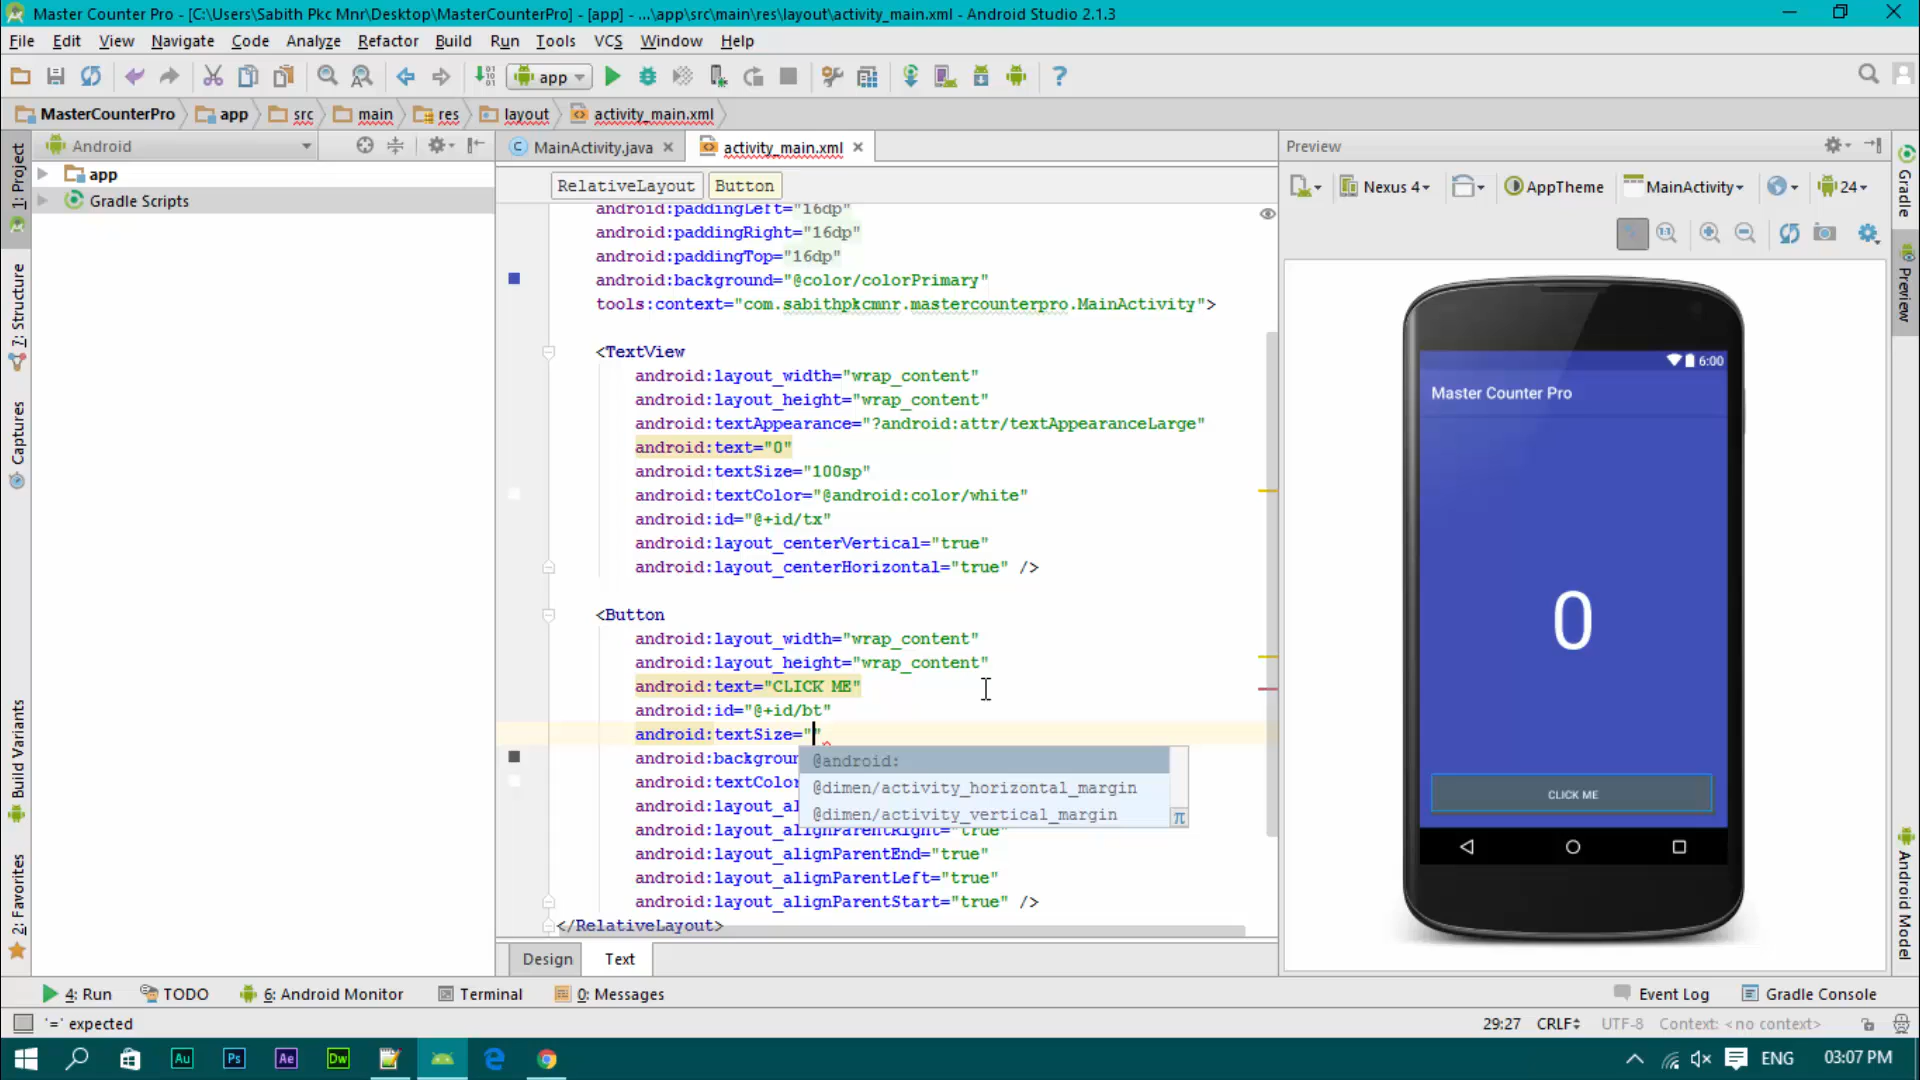 Master Counter Pro - [C:\Users\Sabith Pkc Mnr\Desktop\MasterCounterPro] - [app] - ...\app\src\main\res\layout\activity_main.xml - Android Studio 2.1.3
File Edit View Navigate Code Analyze Refactor Build Run Tools VCS Window Help
app
MasterCounterPro app src main res layout activity_main.xml
Android
MainActivity.java
activity_main.xml
Preview
app
Gradle Scripts
RelativeLayout Button
Nexus 4 AppTheme MainActivity 24
android:paddingLeft="16dp"
android:paddingRight="16dp"
android:paddingTop="16dp"
android:background="@color/colorPrimary"
tools:context="com.sabithpkcmnr.mastercounterpro.MainActivity">
<TextView
android:layout_width="wrap_content"
android:layout_height="wrap_content"
android:textAppearance="?android:attr/textAppearanceLarge"
android:text="0"
android:textSize="100sp"
android:textColor="@android:color/white"
android:id="@+id/tx"
android:layout_centerVertical="true"
android:layout_centerHorizontal="true" />
<Button
android:layout_width="wrap_content"
android:layout_height="wrap_content"
android:text="CLICK ME"
android:id="@+id/bt"
android:textSize=""
android:backgroun
@android:
android:textColo
@dimen/activity_horizontal_margin
android:layout_al
@dimen/activity_vertical_margin
π
android:layout_alignParentRight="true"
android:layout_alignParentEnd="true"
android:layout_alignParentLeft="true"
android:layout_alignParentStart="true" />
</RelativeLayout>
Design Text
6:00
Master Counter Pro
0
CLICK ME
1: Project
7: Structure
Captures
Build Variants
2: Favorites
Gradle
Preview
Android Model
4: Run TODO 6: Android Monitor Terminal 0: Messages Event Log Gradle Console
'=' expected 29:27 CRLF UTF-8 Context: <no context>
Au Ps Ae Dw ENG 03:07 PM